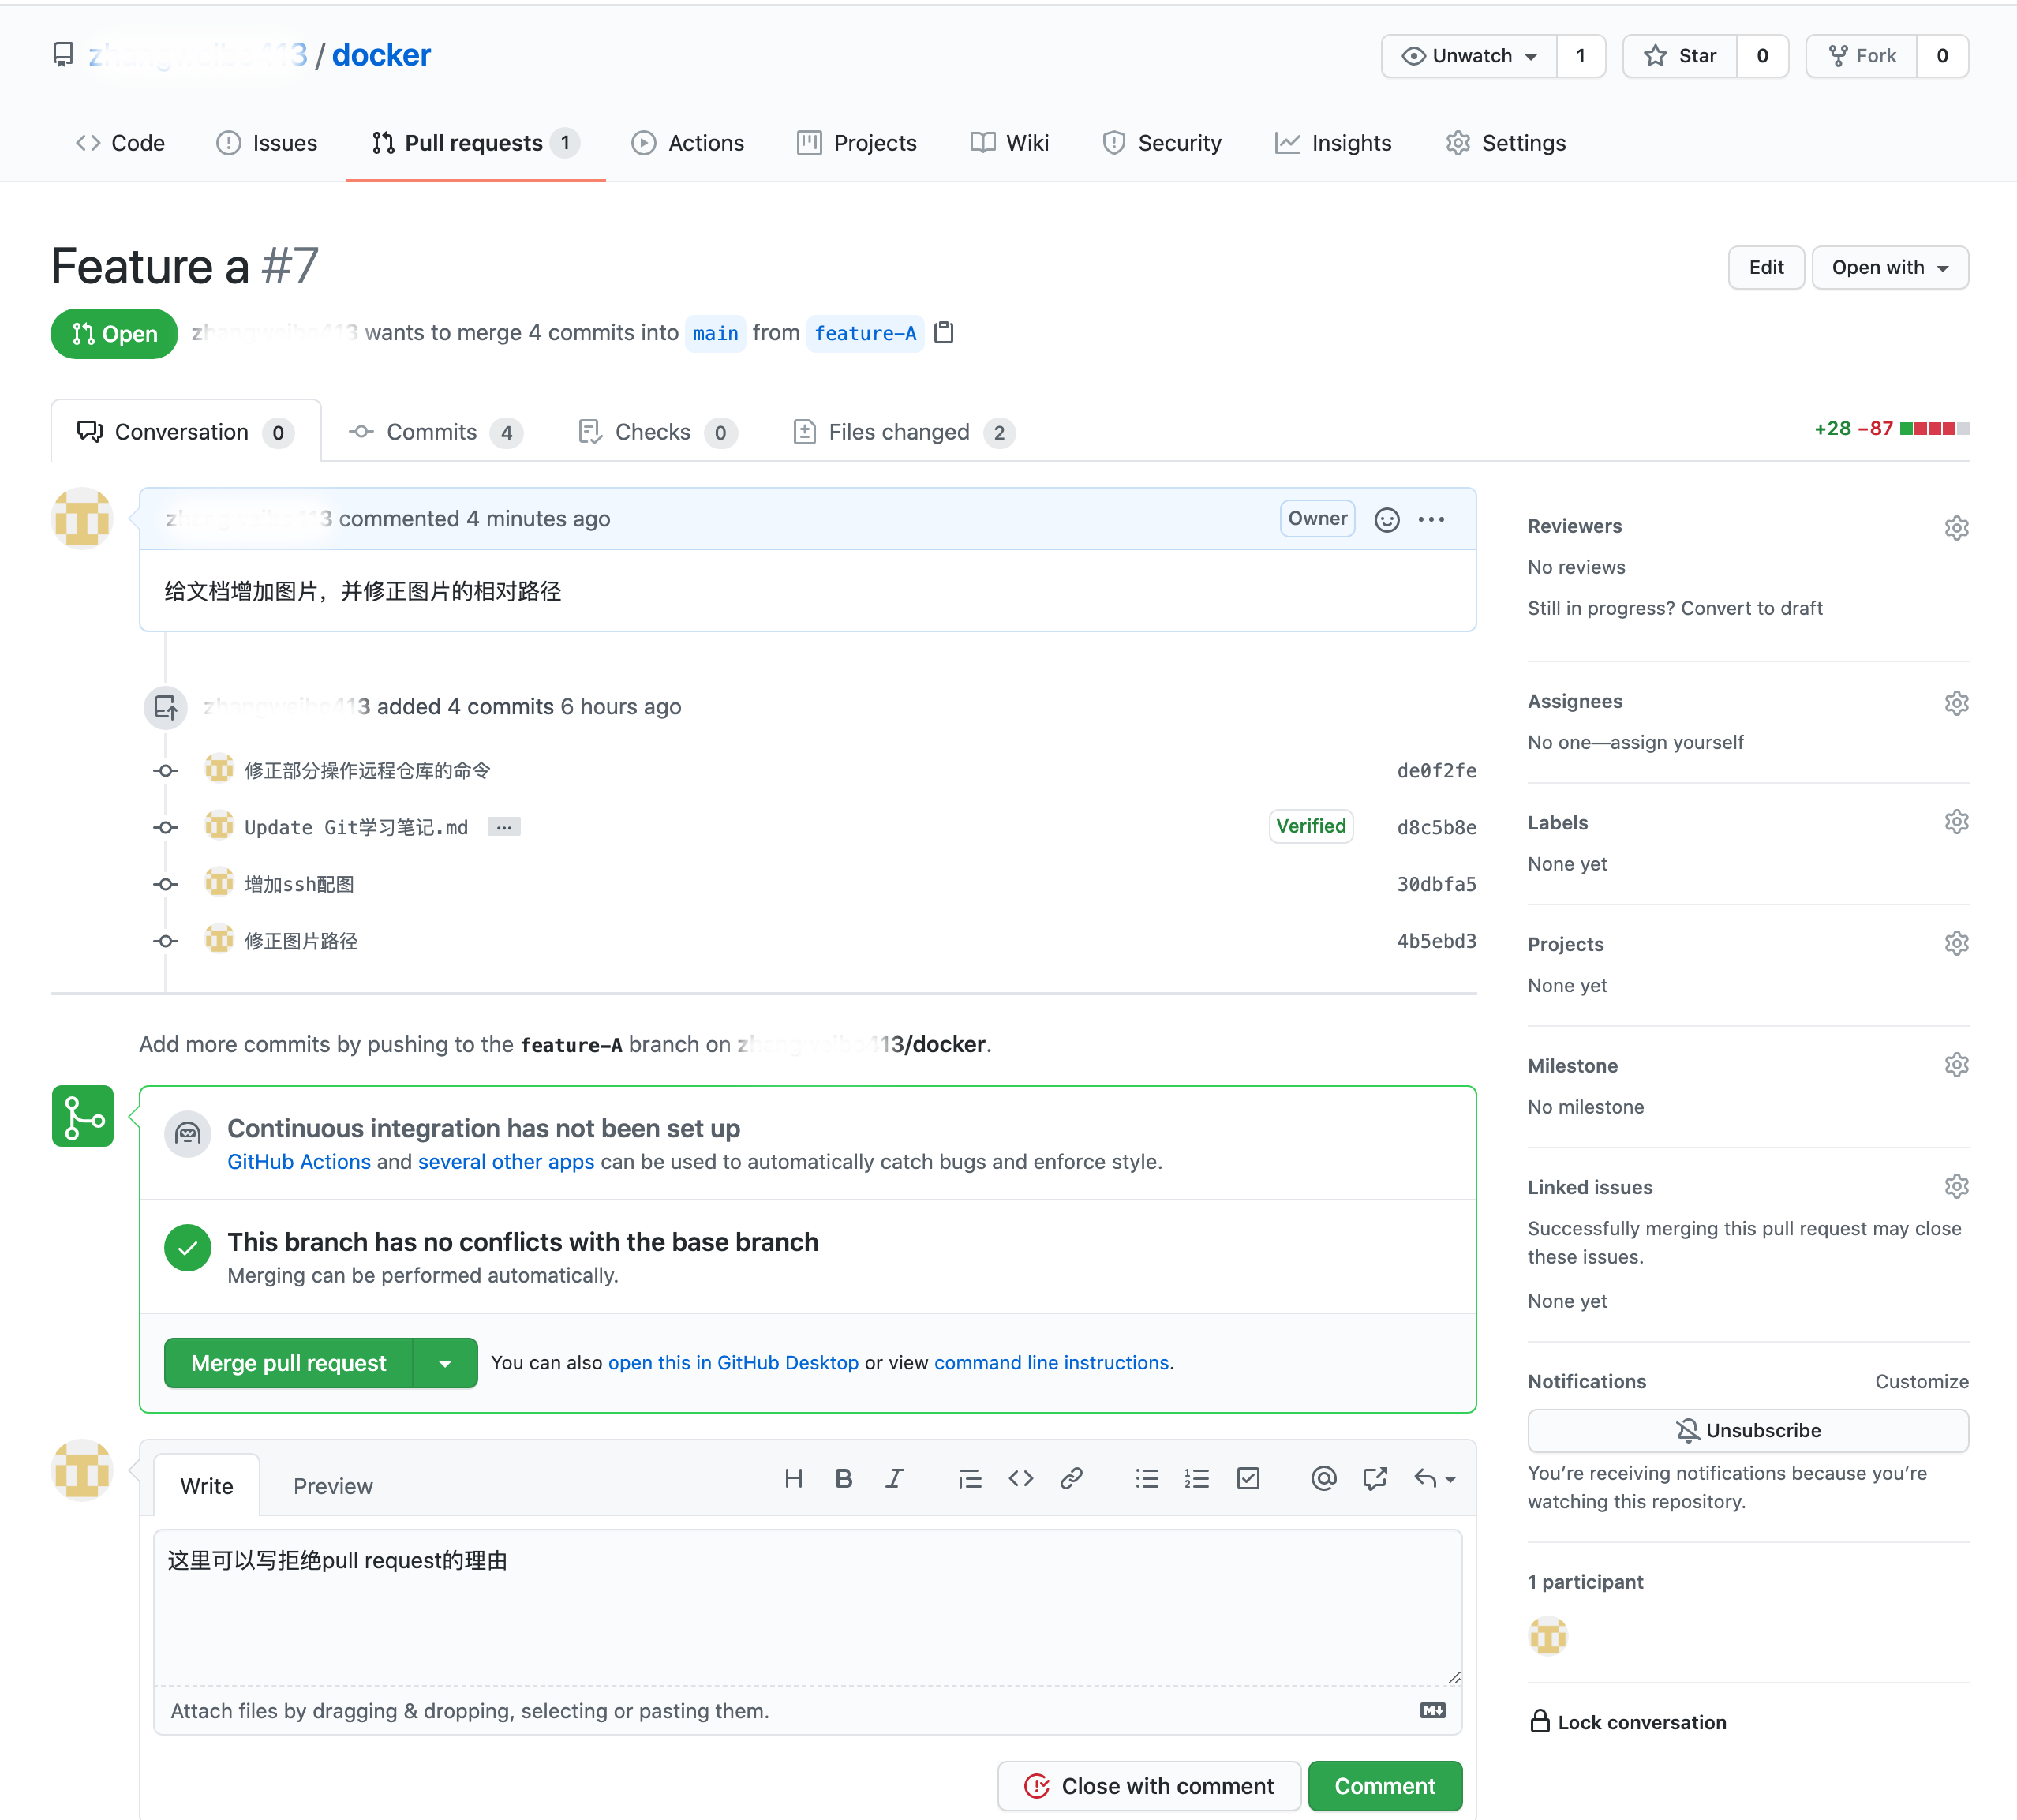 / docker
Unwatch 1 Star 0 Fork 0
Code Issues Pull requests 1 Actions Projects Wiki Security Insights Settings
Feature a #7
Edit Open with
Open wants to merge 4 commits into main from feature-A
Conversation 0 Commits 4 Checks 0 Files changed 2
+28 −87
commented 4 minutes ago Owner
给文档增加图片，并修正图片的相对路径
added 4 commits 6 hours ago
修正部分操作远程仓库的命令 de0f2fe
Update Git学习笔记.md … Verified d8c5b8e
增加ssh配图 30dbfa5
修正图片路径 4b5ebd3
Add more commits by pushing to the feature-A branch on /docker.
Continuous integration has not been set up
GitHub Actions and several other apps can be used to automatically catch bugs and enforce style.
This branch has no conflicts with the base branch
Merging can be performed automatically.
Merge pull request You can also open this in GitHub Desktop or view command line instructions.
Write Preview
这里可以写拒绝pull request的理由
Attach files by dragging & dropping, selecting or pasting them.
Close with comment Comment
Reviewers
No reviews
Still in progress? Convert to draft
Assignees
No one—assign yourself
Labels
None yet
Projects
None yet
Milestone
No milestone
Linked issues
Successfully merging this pull request may close
these issues.
None yet
Notifications Customize
Unsubscribe
You’re receiving notifications because you’re
watching this repository.
1 participant
Lock conversation